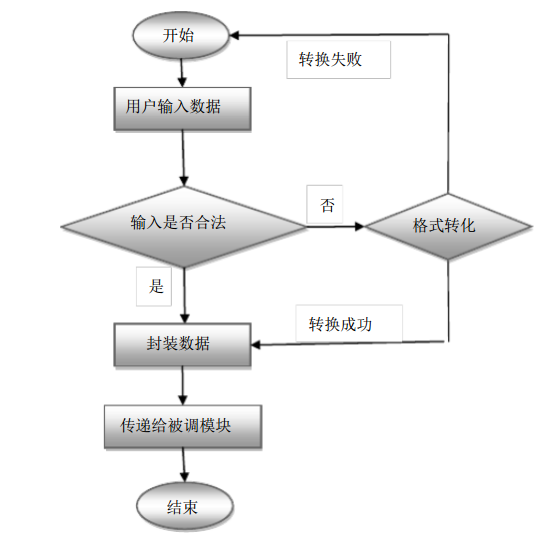 开始
转换失败
用户输入数据
输入是否合法
否
格式转化
是
转换成功
封装数据
传递给被调模块
结束